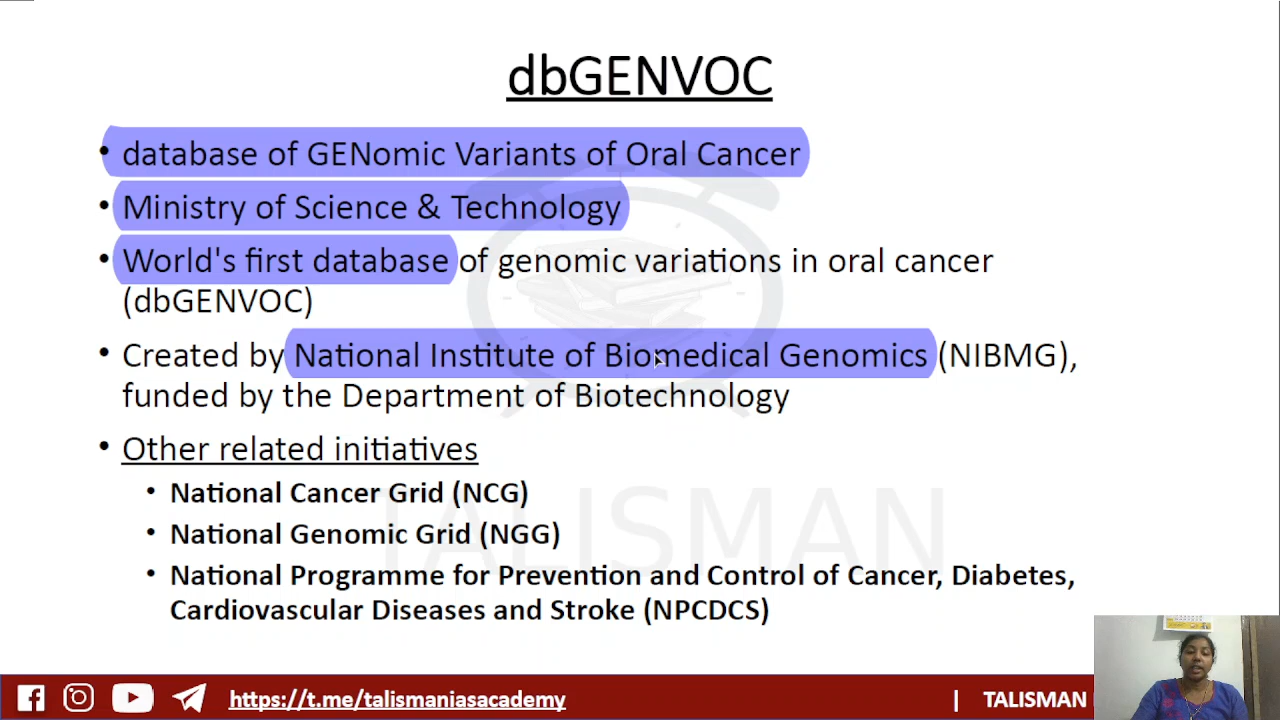 dbGENVOC
• database of GENomic Variants of Oral Cancer
• Ministry of Science & Technology
• World's first database of genomic variations in oral cancer
(dbGENVOC)
• Created by National Institute of Biomedical Genomics (NIBMG),
funded by the Department of Biotechnology
• Other related initiatives
• National Cancer Grid (NCG)
• National Genomic Grid (NGG)
• National Programme for Prevention and Control of Cancer, Diabetes,
Cardiovascular Diseases and Stroke (NPCDCS)
TALISMAN
https://t.me/talismaniasacademy
| TALISMAN